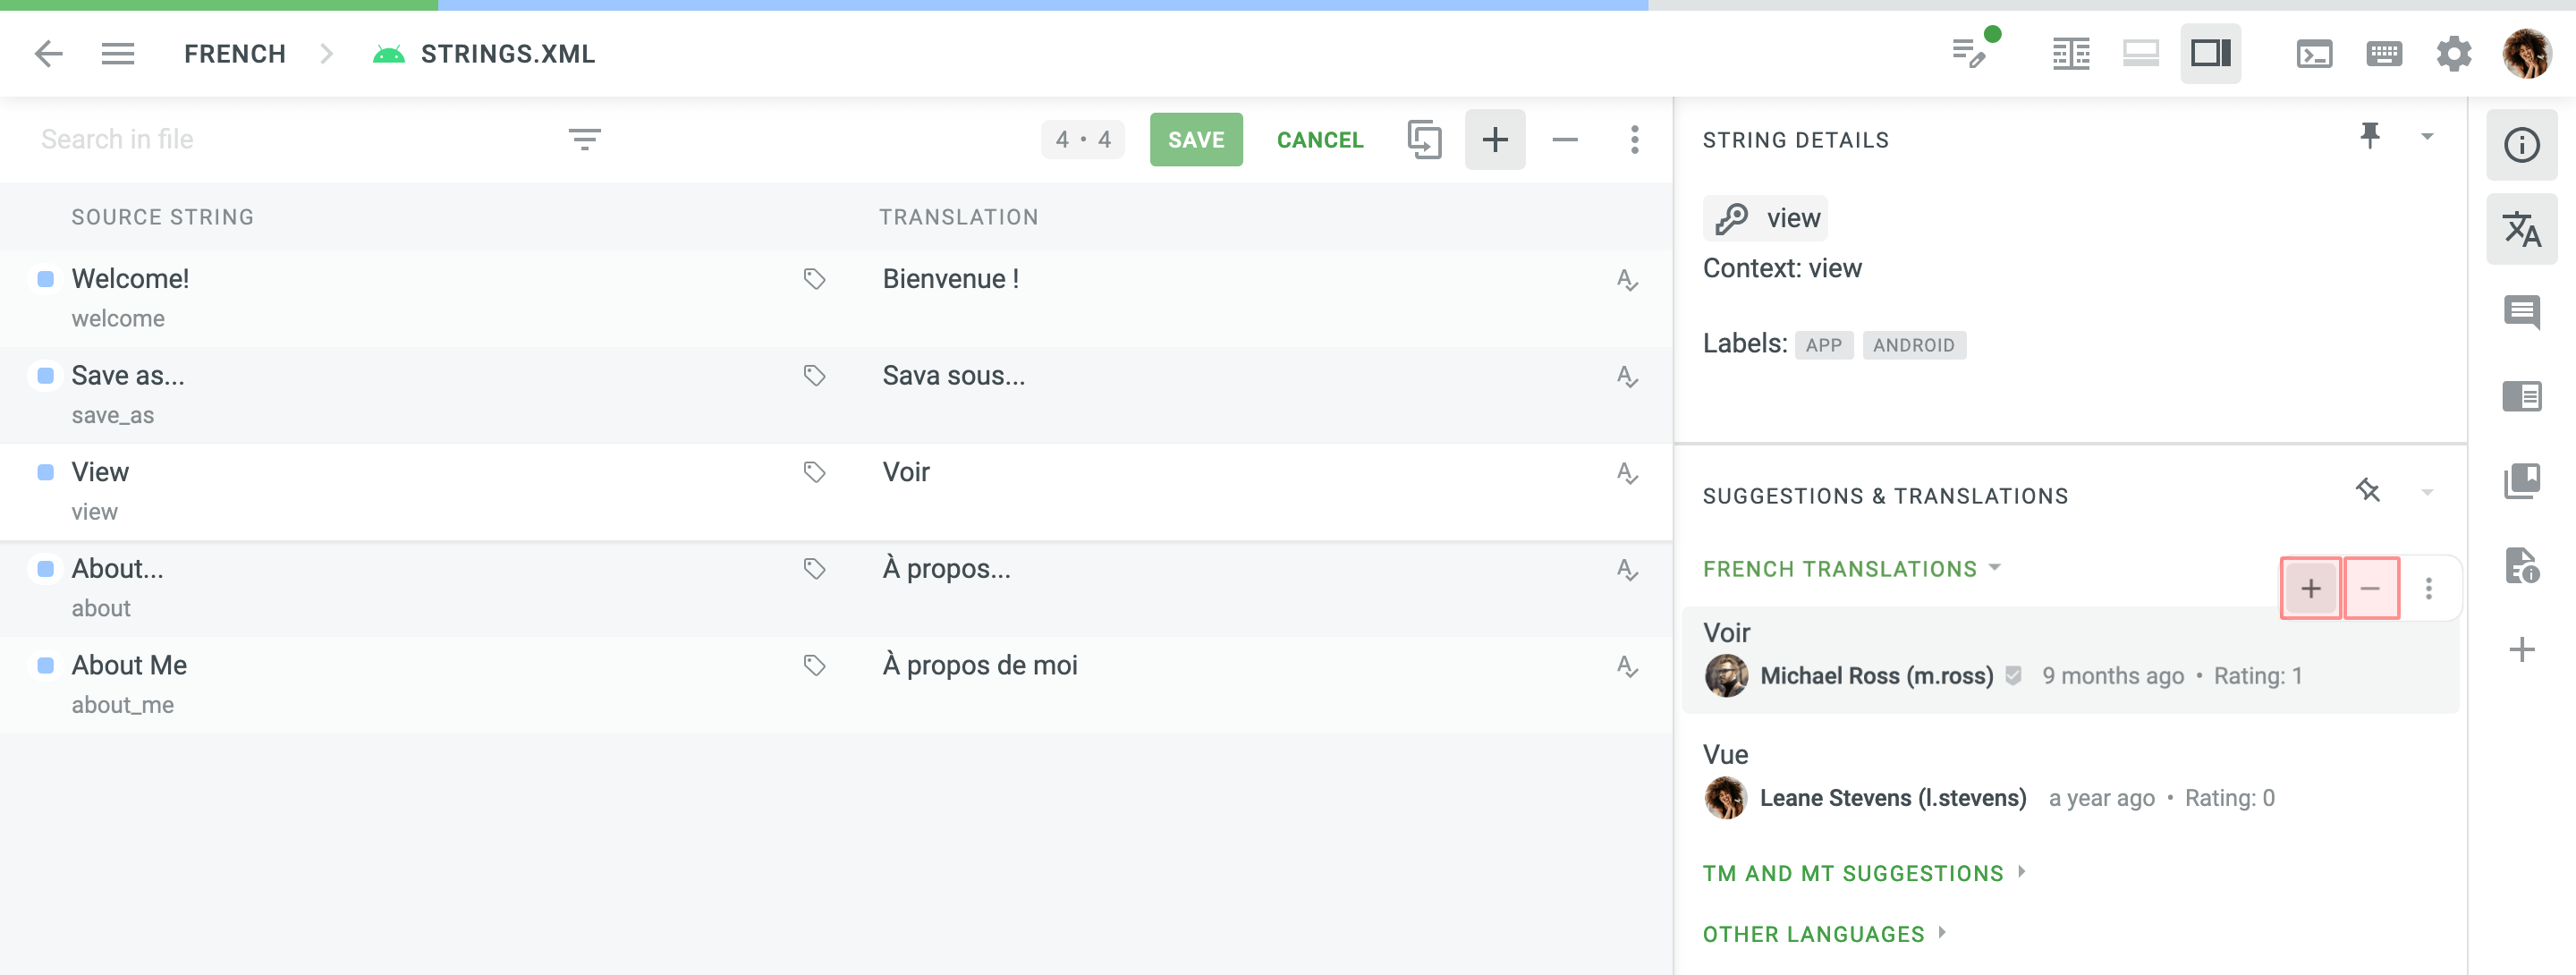 FRENCH STRINGS.XML
Search in file
4 • 4 SAVE CANCEL
SOURCE STRING TRANSLATION
Welcome! Bienvenue !
welcome
Save as... Sava sous...
save_as
View Voir
view
About... À propos...
about
About Me À propos de moi
about_me
STRING DETAILS
view
Context: view
Labels: APP ANDROID
SUGGESTIONS & TRANSLATIONS
FRENCH TRANSLATIONS
Voir
Michael Ross (m.ross) 9 months ago • Rating: 1
Vue
Leane Stevens (l.stevens) a year ago • Rating: 0
TM AND MT SUGGESTIONS
OTHER LANGUAGES